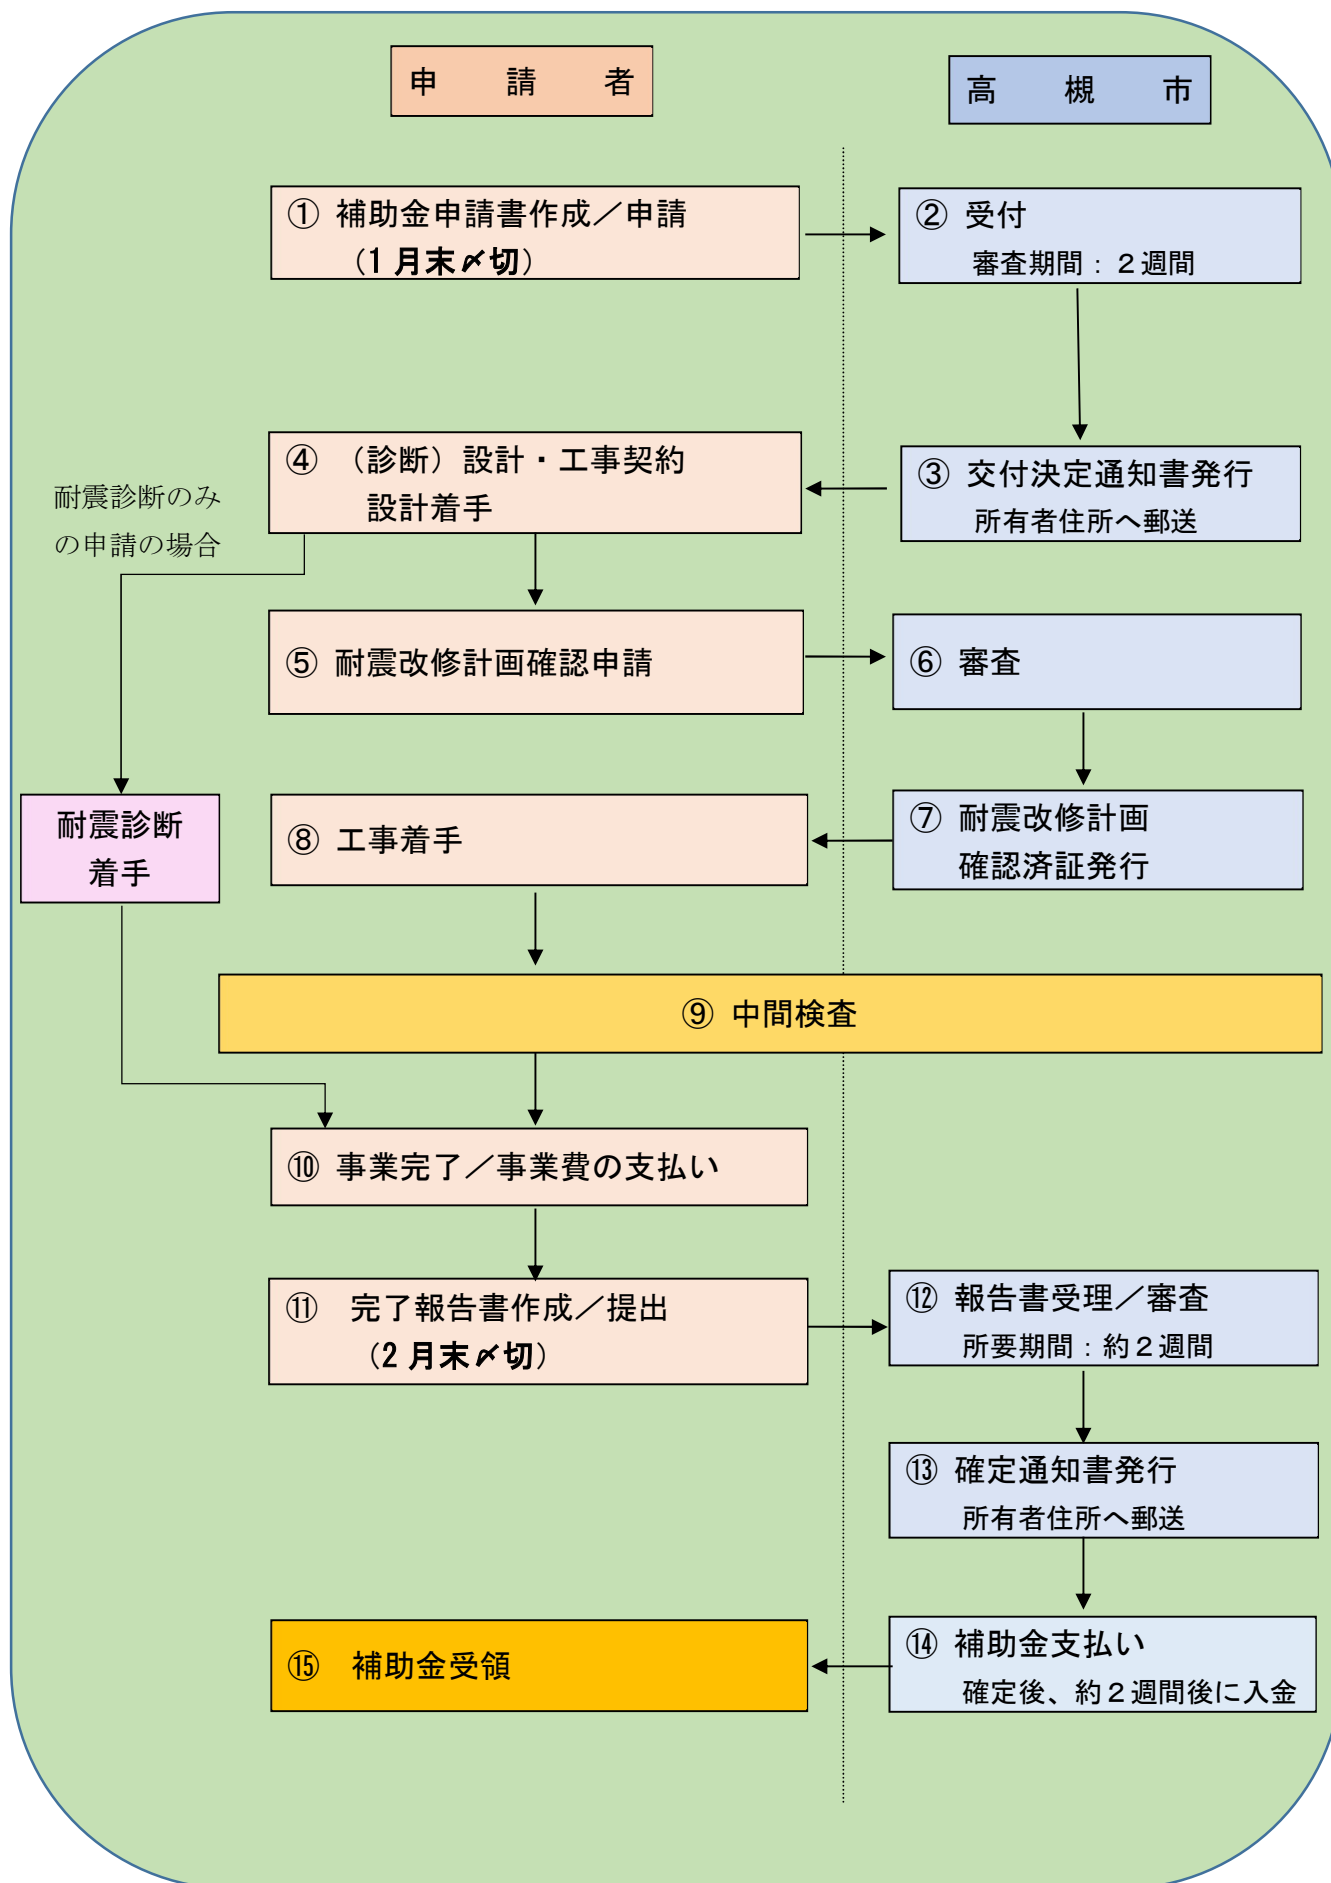 申請者
高槻市
① 補助金申請書作成／申請
（1月末〆切）
② 受付
審査期間：２週間
③ 交付決定通知書発行
所有者住所へ郵送
④ （診断）設計・工事契約
設計着手
耐震診断のみ
の申請の場合
⑤ 耐震改修計画確認申請
⑥ 審査
⑦ 耐震改修計画
確認済証発行
⑧ 工事着手
耐震診断
着手
⑨ 中間検査
⑩ 事業完了／事業費の支払い
⑪ 完了報告書作成／提出
（2月末〆切）
⑫ 報告書受理／審査
所要期間：約２週間
⑬ 確定通知書発行
所有者住所へ郵送
⑭ 補助金支払い
確定後、約２週間後に入金
⑮ 補助金受領